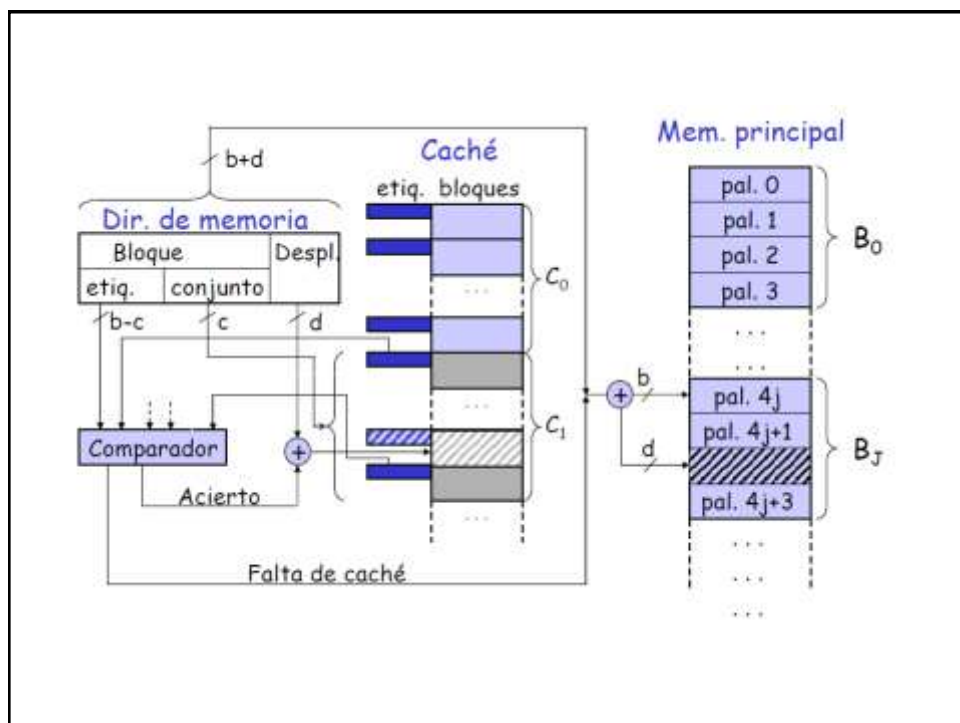 Mem. principal
Caché
b+d
etiq. bloques
Dir. de memoria
Bloque
Despl.
etiq.
conjunto
b-c
c
d
C0
C1
. . .
. . .
. . .
Comparador
+
Acierto
Falta de caché
+
b
d
pal. 0
pal. 1
pal. 2
pal. 3
B0
. . .
. . .
pal. 4j
pal. 4j+1
pal. 4j+3
BJ
. . .
. . .
. . .